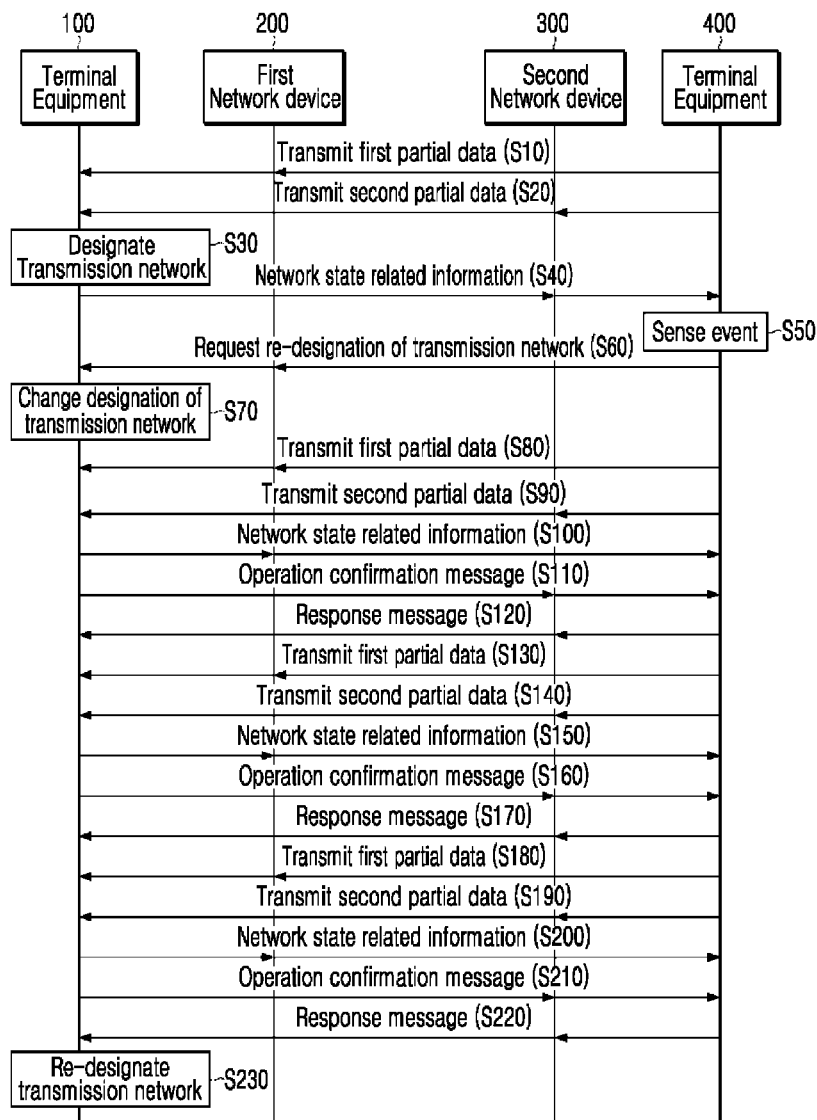 100
200
300
400
Terminal
Equipment
First
Network device
Second
Network device
Terminal
Equipment
Transmit first partial data (S10)
Transmit second partial data (S20)
Designate
Transmission network
S30
Network state related information (S40)
Sense event
S50
Request re-designation of transmission network (S60)
Change designation of
transmission network
S70
Transmit first partial data (S80)
Transmit second partial data (S90)
Network state related information (S100)
Operation confirmation message (S110)
Response message (S120)
Transmit first partial data (S130)
Transmit second partial data (S140)
Network state related information (S150)
Operation confirmation message (S160)
Response message (S170)
Transmit first partial data (S180)
Transmit second partial data (S190)
Network state related information (S200)
Operation confirmation message (S210)
Response message (S220)
Re-designate
transmission network
S230